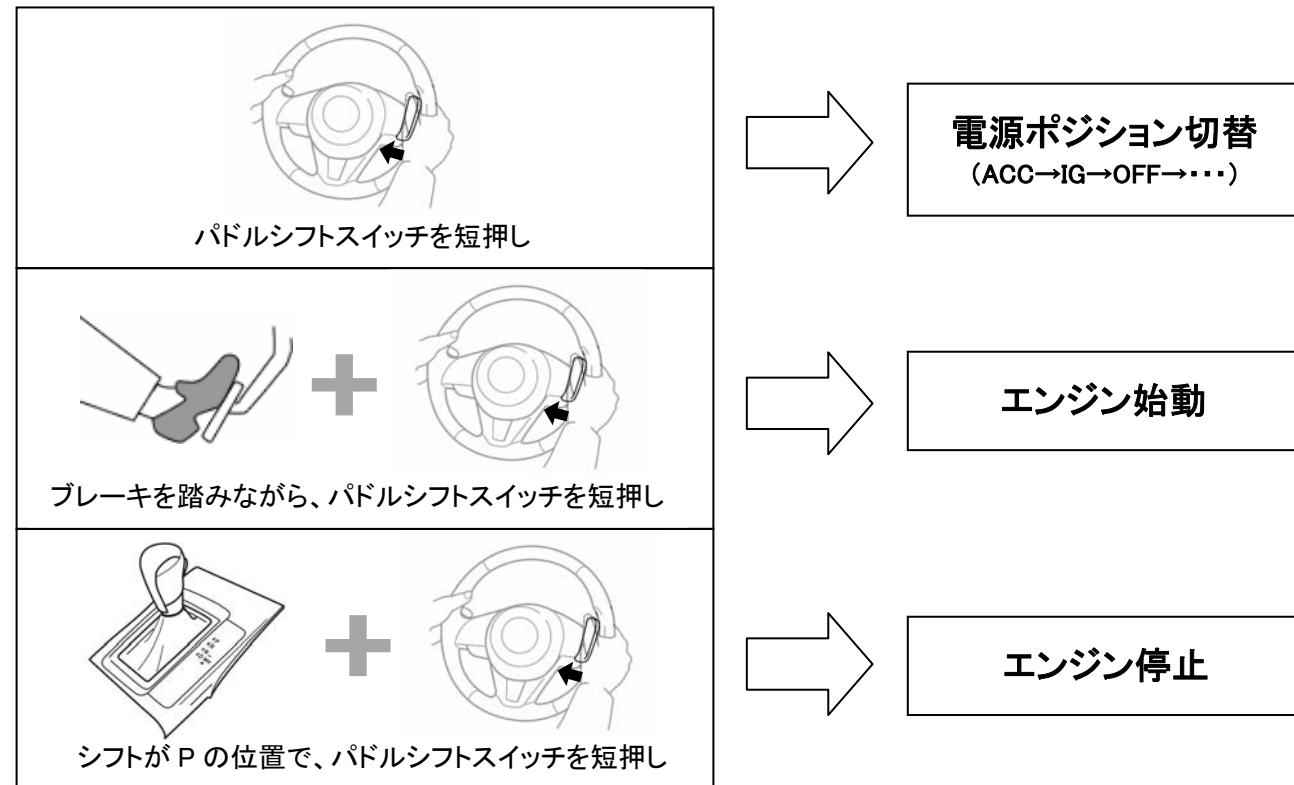 パドルシフトスイッチを短押し
電源ポジション切替
（ACC→IG→OFF→・・・）
ブレーキを踏みながら、パドルシフトスイッチを短押し
エンジン始動
シフトが P の位置で、パドルシフトスイッチを短押し
エンジン停止